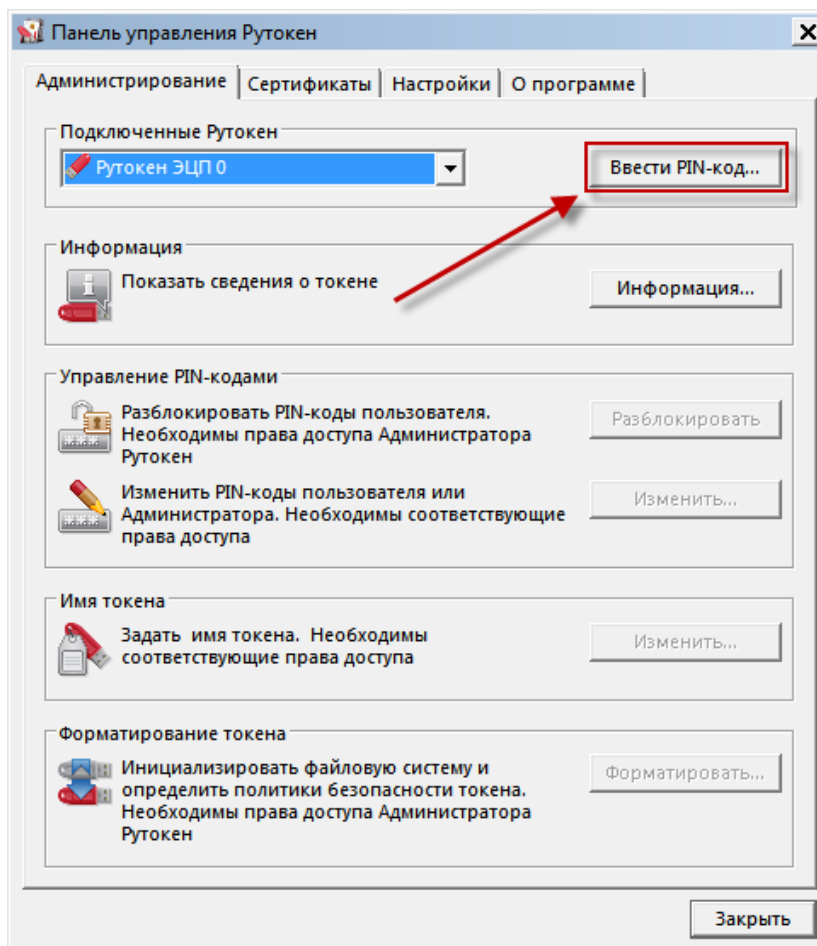 Панель управления Рутокен
Администрирование Сертификаты Настройки О программе
Подключенные Рутокен
Рутокен ЭЦП 0
Ввести PIN-код...
Информация
Показать сведения о токене
Информация...
Управление PIN-кодами
Разблокировать PIN-коды пользователя.
Необходимы права доступа Администратора
Рутокен
Разблокировать
Изменить PIN-коды пользователя или
Администратора. Необходимы соответствующие
права доступа
Изменить...
Имя токена
Задать имя токена. Необходимы
соответствующие права доступа
Изменить...
Форматирование токена
Инициализировать файловую систему и
определить политики безопасности токена.
Необходимы права доступа Администратора
Рутокен
Форматировать...
Закрыть